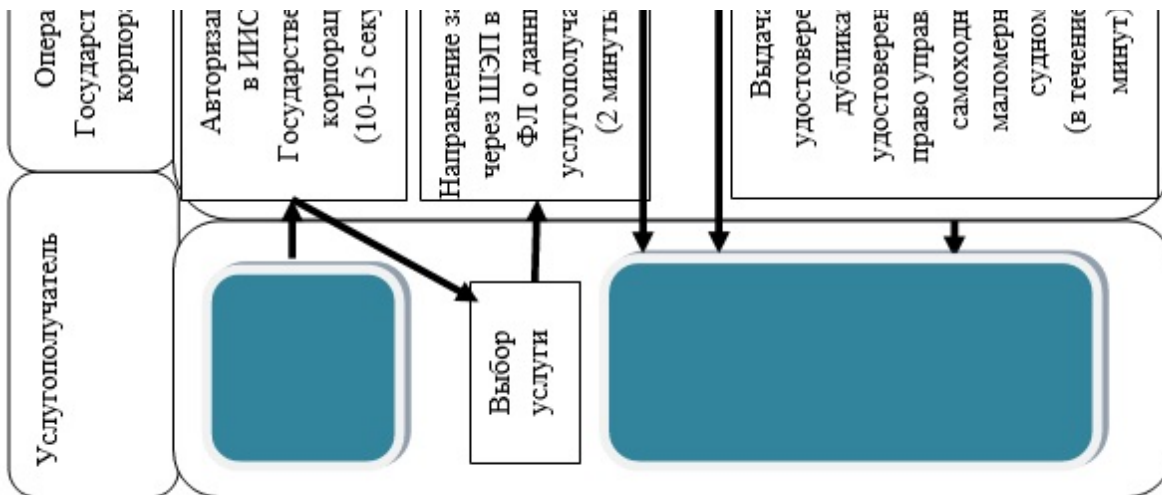 Опера
Государст
корпора
Авториза
в ИИС
Государстве
корпорац
(10-15 секу
Направление за
через ШЭП в
ФЛ о данн
услугополуча
(2 минуты
Выдача
удостовере
дублика
удостоверен
право управ
самоходн
маломерн
судном
(в течение
минут)
Услугополучатель
Выбор
услуги